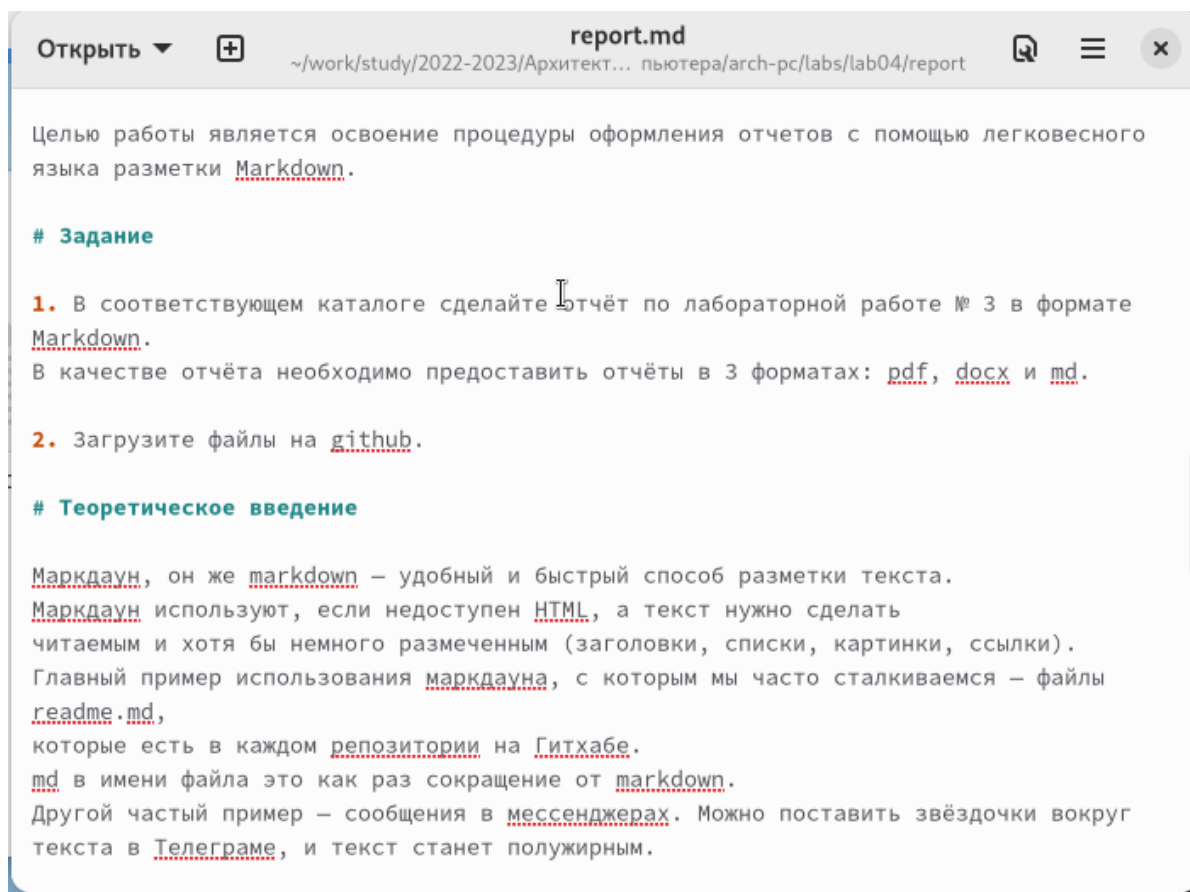 Открыть
report.md
~/work/study/2022-2023/Архитект… пьютера/arch-pc/labs/lab04/report
Целью работы является освоение процедуры оформления отчетов с помощью легковесного
языка разметки Markdown.
# Задание
1. В соответствующем каталоге сделайте отчёт по лабораторной работе № 3 в формате
Markdown.
В качестве отчёта необходимо предоставить отчёты в 3 форматах: pdf, docx и md.
2. Загрузите файлы на github.
# Теоретическое введение
Маркдаун, он же markdown — удобный и быстрый способ разметки текста.
Маркдаун используют, если недоступен HTML, а текст нужно сделать
читаемым и хотя бы немного размеченным (заголовки, списки, картинки, ссылки).
Главный пример использования маркдауна, с которым мы часто сталкиваемся — файлы
readme.md,
которые есть в каждом репозитории на Гитхабе.
md в имени файла это как раз сокращение от markdown.
Другой частый пример — сообщения в мессенджерах. Можно поставить звёздочки вокруг
текста в Телеграме, и текст станет полужирным.